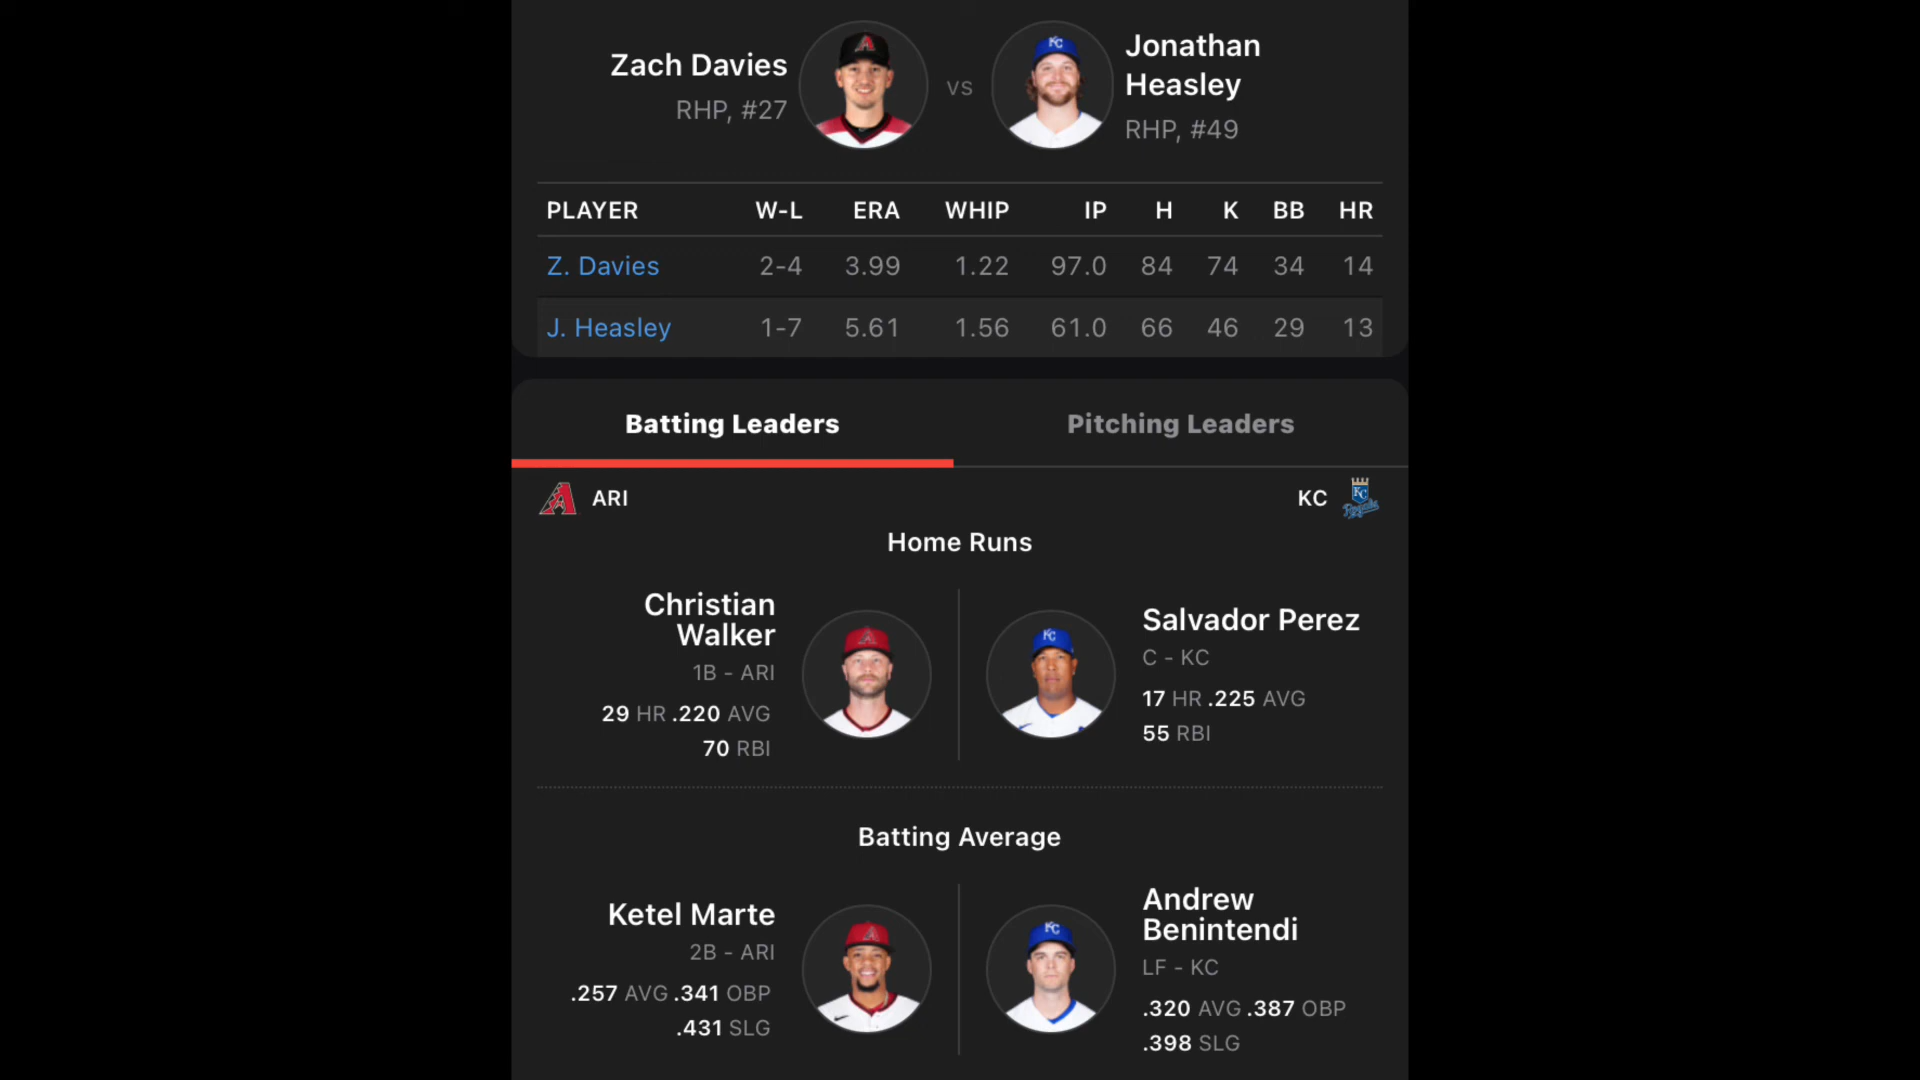 Zach Davies
RHP, #27
vs
Jonathan
Heasley
RHP, #49
PLAYER W-L ERA WHIP IP H K BB HR
Z. Davies 2-4 3.99 1.22 97.0 84 74 34 14
J. Heasley 1-7 5.61 1.56 61.0 66 46 29 13
Batting Leaders Pitching Leaders
ARI KC
Home Runs
Christian
Walker
1B - ARI
29 HR .220 AVG
70 RBI
Salvador Perez
C - KC
17 HR .225 AVG
55 RBI
Batting Average
Ketel Marte
2B - ARI
.257 AVG .341 OBP
.431 SLG
Andrew
Benintendi
LF - KC
.320 AVG .387 OBP
.398 SLG